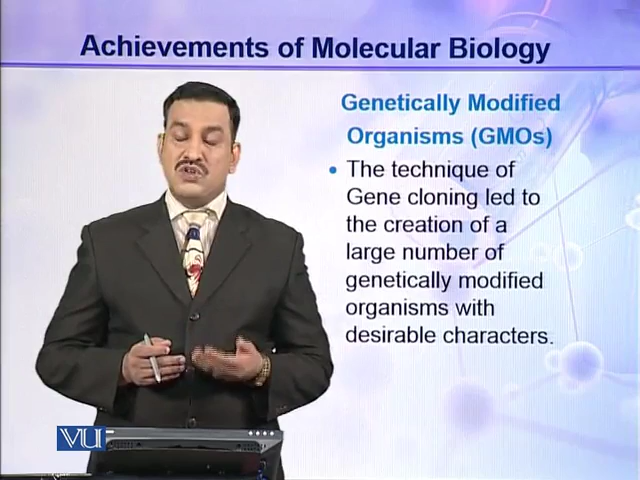 Achievements of Molecular Biology
Genetically Modified
Organisms (GMOs)
• The technique of
Gene cloning led to
the creation of a
large number of
genetically modified
organisms with
desirable characters.
VU